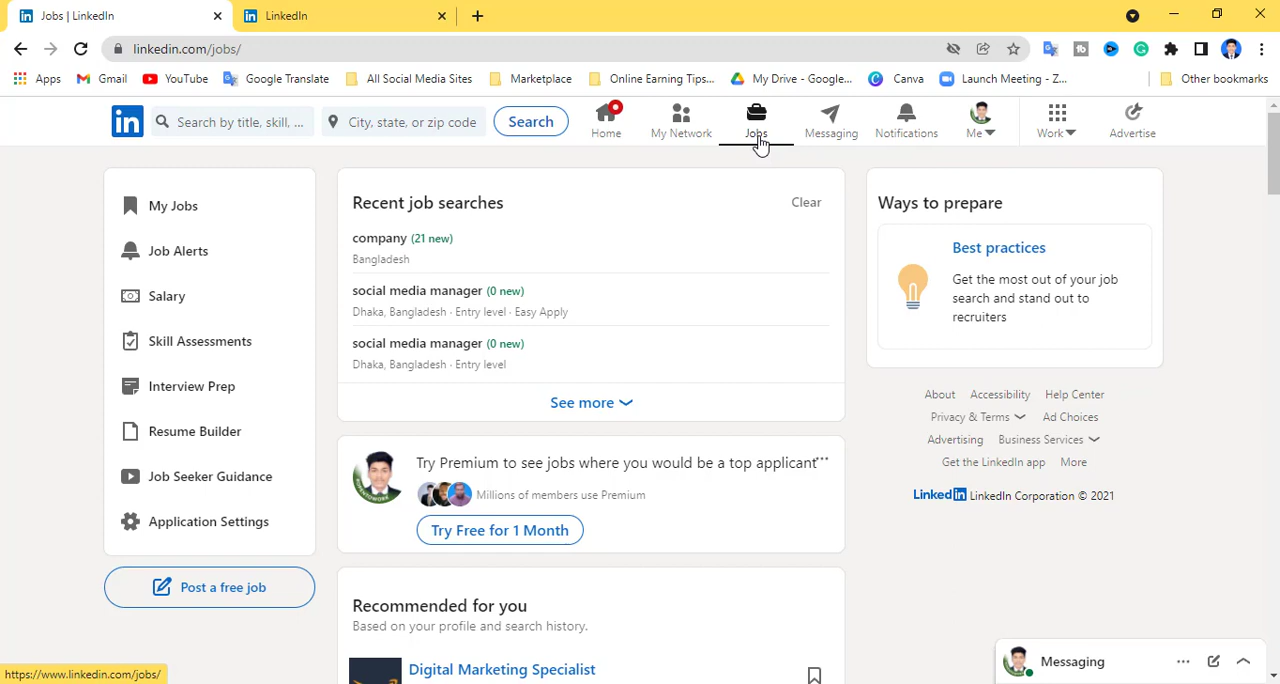 Jobs | LinkedIn
LinkedIn
linkedin.com/jobs/
Apps
Gmail
YouTube
Google Translate
All Social Media Sites
Marketplace
Online Earning Tips...
My Drive - Google...
Canva
Launch Meeting - Z...
Other bookmarks
in
Search by title, skill, ...
City, state, or zip code
Search
Home
My Network
Jobs
Messaging
Notifications
Me
Work
Advertise
My Jobs
Job Alerts
Salary
Skill Assessments
Interview Prep
Resume Builder
Job Seeker Guidance
Application Settings
Post a free job
Recent job searches
Clear
company (21 new)
Bangladesh
social media manager (0 new)
Dhaka, Bangladesh · Entry level · Easy Apply
social media manager (0 new)
Dhaka, Bangladesh · Entry level
See more
Try Premium to see jobs where you would be a top applicant
Millions of members use Premium
Try Free for 1 Month
Recommended for you
Based on your profile and search history.
Digital Marketing Specialist
Ways to prepare
Best practices
Get the most out of your job
search and stand out to
recruiters
About Accessibility Help Center
Privacy & Terms Ad Choices
Advertising Business Services
Get the LinkedIn app More
LinkedIn LinkedIn Corporation © 2021
Messaging
https://www.linkedin.com/jobs/